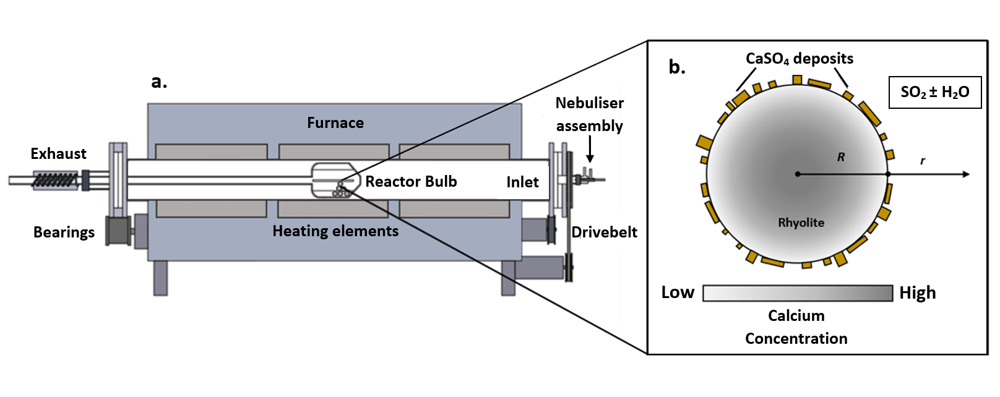 a.
Furnace
Exhaust
Nebuliser
assembly
Reactor Bulb
Inlet
Bearings
Heating elements
Drivebelt
b.
CaSO₄ deposits
SO₂ ± H₂O
R
r
Rhyolite
Low
High
Calcium
Concentration